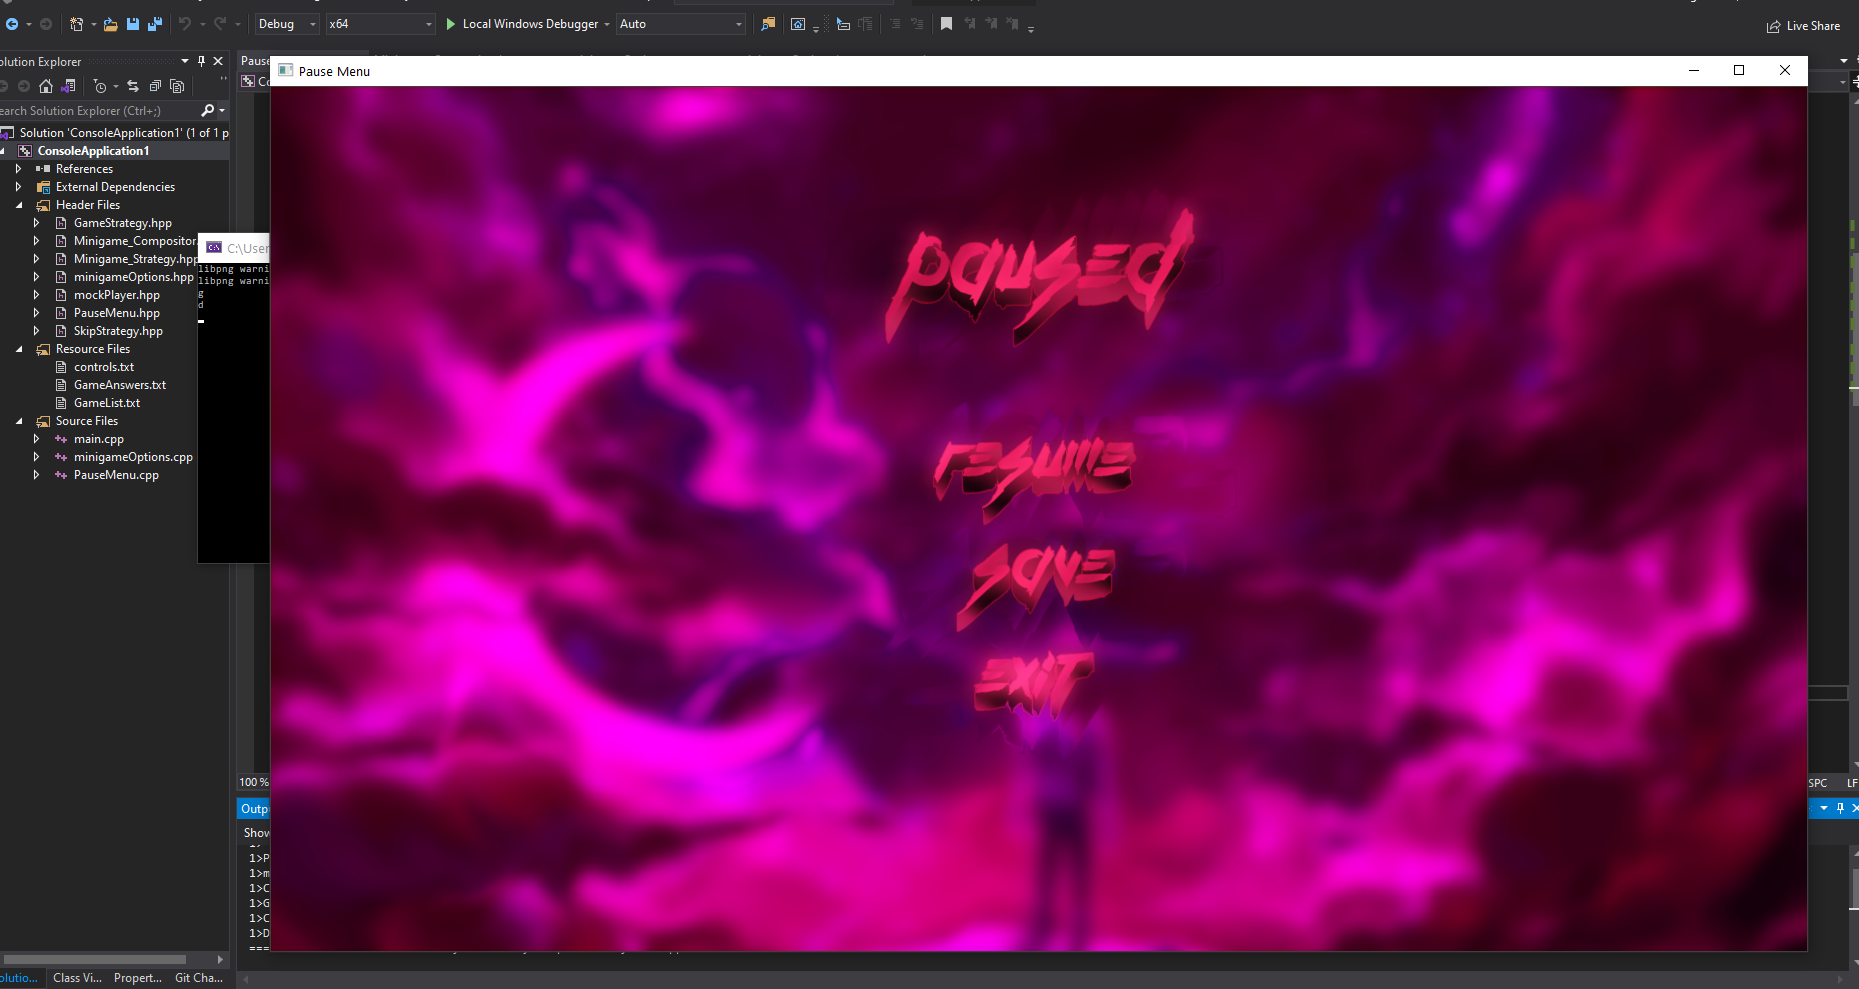 Debug
x64
Local Windows Debugger
Auto
Live Share
olution Explorer
Pause
Pause Menu
earch Solution Explorer (Ctrl+;)
Solution 'ConsoleApplication1' (1 of 1 p
ConsoleApplication1
References
External Dependencies
Header Files
GameStrategy.hpp
Minigame_Compositor.
Minigame_Strategy.hpp
minigameOptions.hpp
mockPlayer.hpp
PauseMenu.hpp
SkipStrategy.hpp
Resource Files
controls.txt
GameAnswers.txt
GameList.txt
Source Files
main.cpp
minigameOptions.cpp
PauseMenu.cpp
C:\User
libpng warni
libpng warni
g
d
paused
resume
save
exit
100 %
SPC
LF
Outp
Show
1>
1>P
1>m
1>C
1>G
1>C
1>D
===
olutio...
Class Vi...
Propert...
Git Cha...